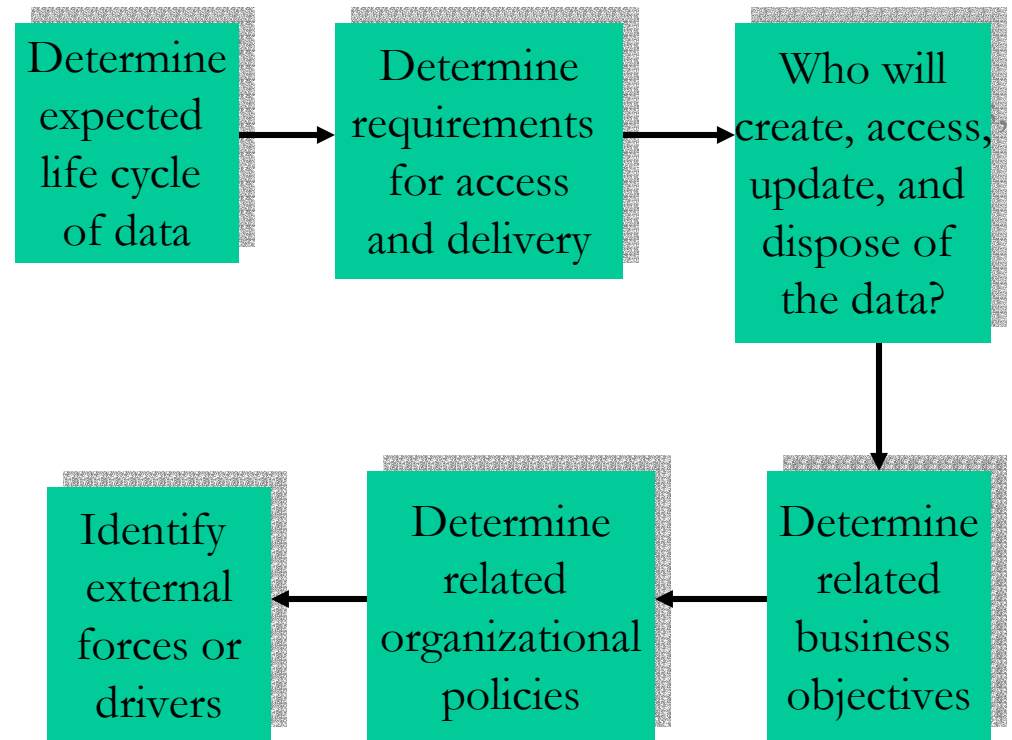 Determine
expected
life cycle
of data
Determine
requirements
for access
and delivery
Who will
create, access,
update, and
dispose of
the data?
Determine
related
business
objectives
Determine
related
organizational
policies
Identify
external
forces or
drivers